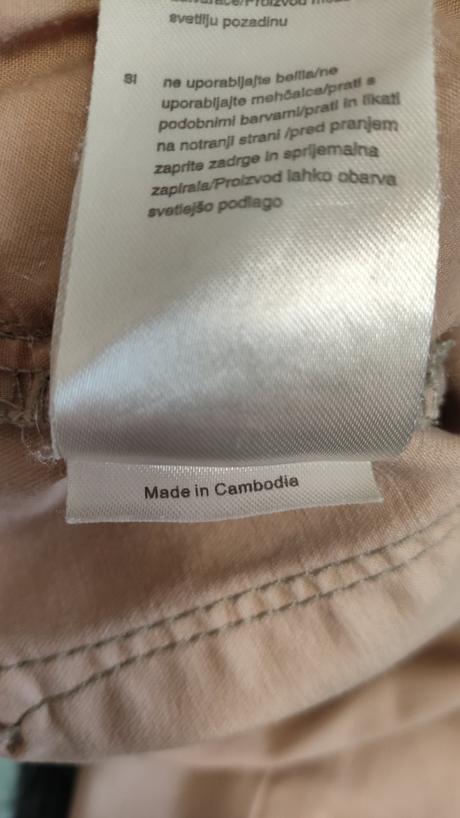 svetliju pozadinu
SI ne uporabljajte belila/ne
uporabljajte mehčalce/prati s
podobnimi barvami/prati in likati
na notranji strani /pred pranjem
zaprite zadrge in sprijemalna
zapirala/Proizvod lahko obarva
svetlejšo podlago
Made in Cambodia